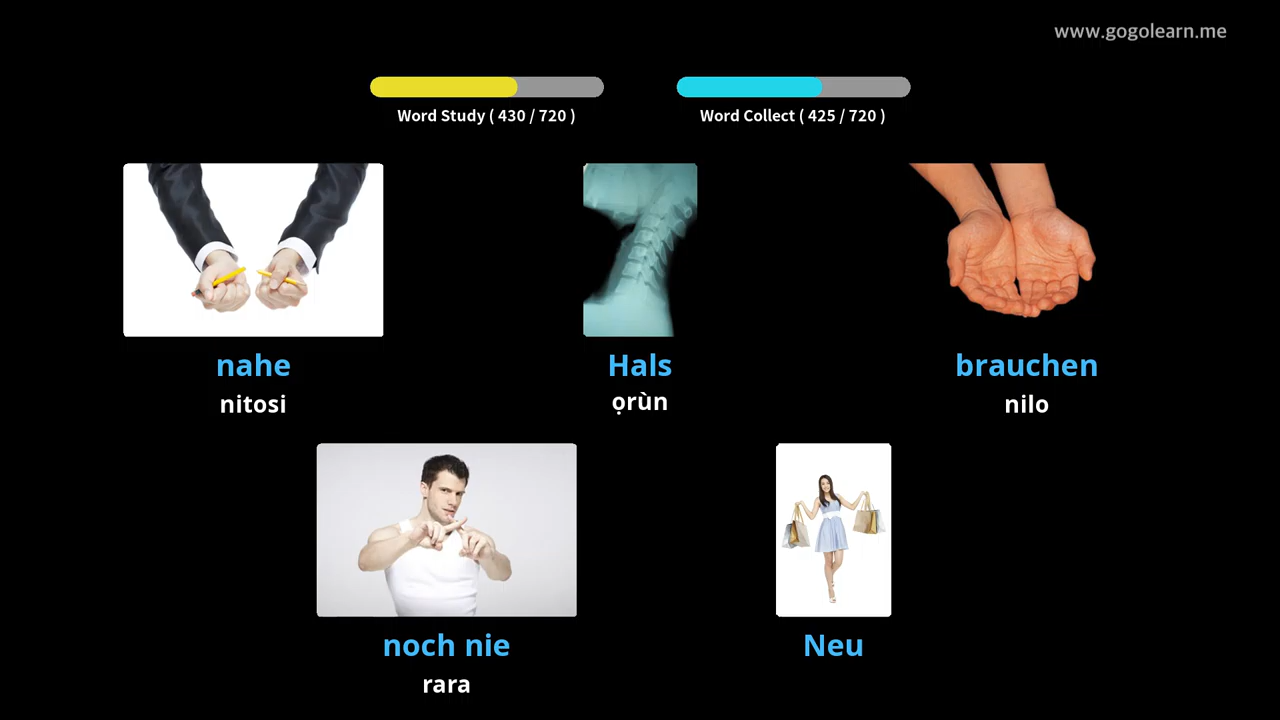 www.gogolearn.me
Word Study ( 430 / 720 )
Word Collect ( 425 / 720 )
nahe
nitosi
Hals
ọrùn
brauchen
nilo
noch nie
rara
Neu